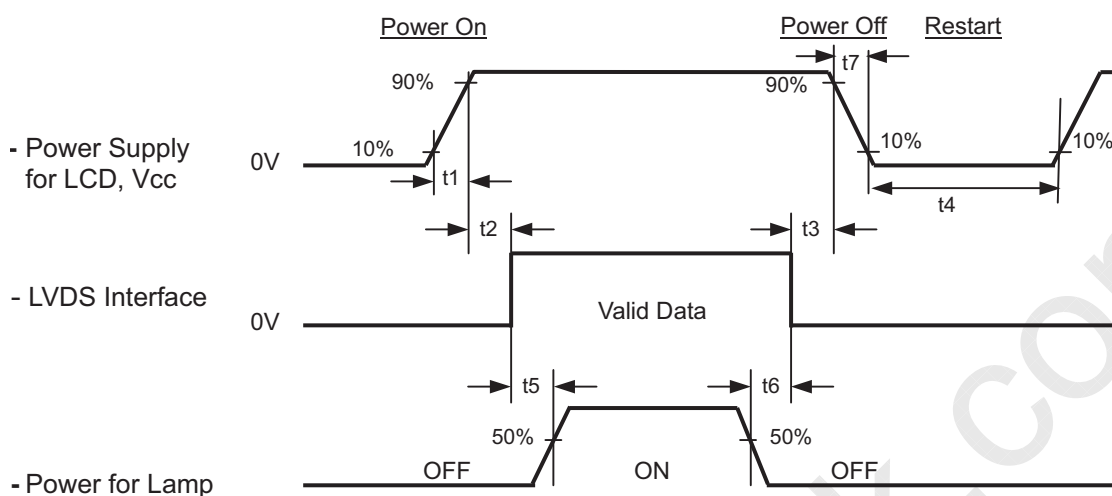 Power On
Power Off
Restart
t7
90%
90%
10%
10%
10%
- Power Supply
for LCD, Vcc
0V
t1
t4
t2
t3
- LVDS Interface
0V
Valid Data
t5
t6
50%
50%
OFF
ON
OFF
- Power for Lamp